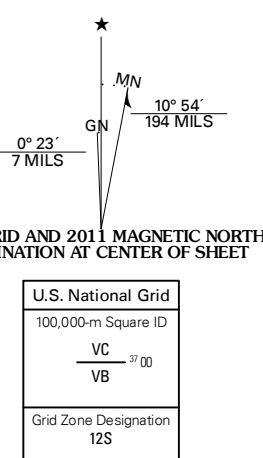 ★
MN
GN
10° 54´
194 MILS
0° 23´
7 MILS
RID AND 2011 MAGNETIC NORTH
INATION AT CENTER OF SHEET
U.S. National Grid
100,000-m Square ID
VC
37 00
VB
Grid Zone Designation
12S